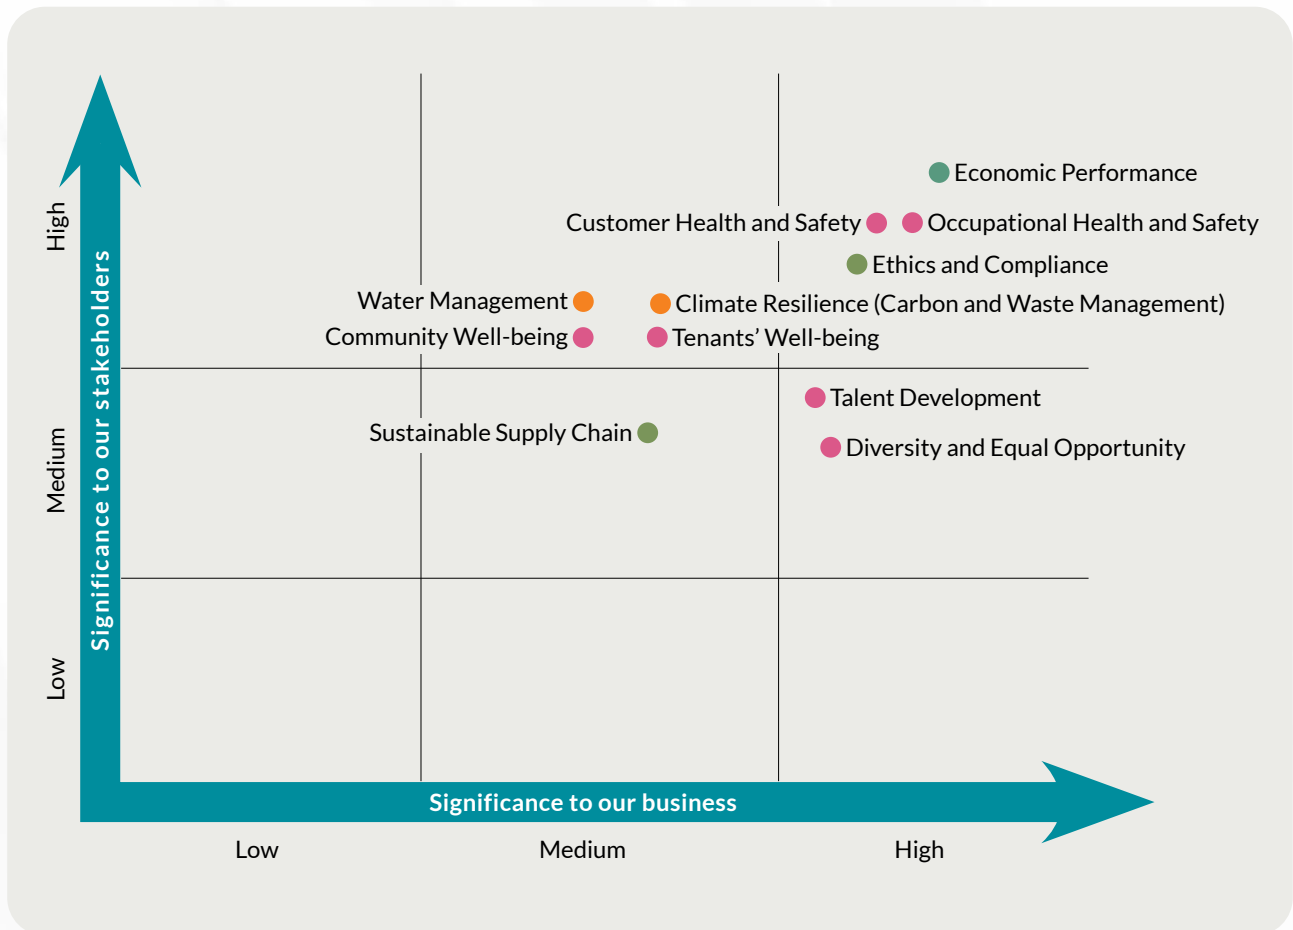 High
Medium
Low
Significance to our stakeholders
Economic Performance
Customer Health and Safety
Occupational Health and Safety
Ethics and Compliance
Water Management
Climate Resilience (Carbon and Waste Management)
Community Well-being
Tenants’ Well-being
Talent Development
Sustainable Supply Chain
Diversity and Equal Opportunity
Significance to our business
Low
Medium
High